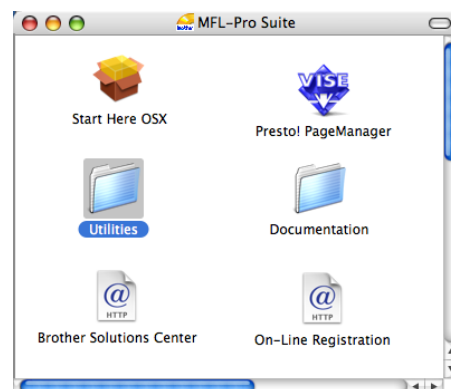 MFL-Pro Suite
Start Here OSX
VISE
Presto! PageManager
Utilities
Documentation
@
HTTP
Brother Solutions Center
@
HTTP
On-Line Registration